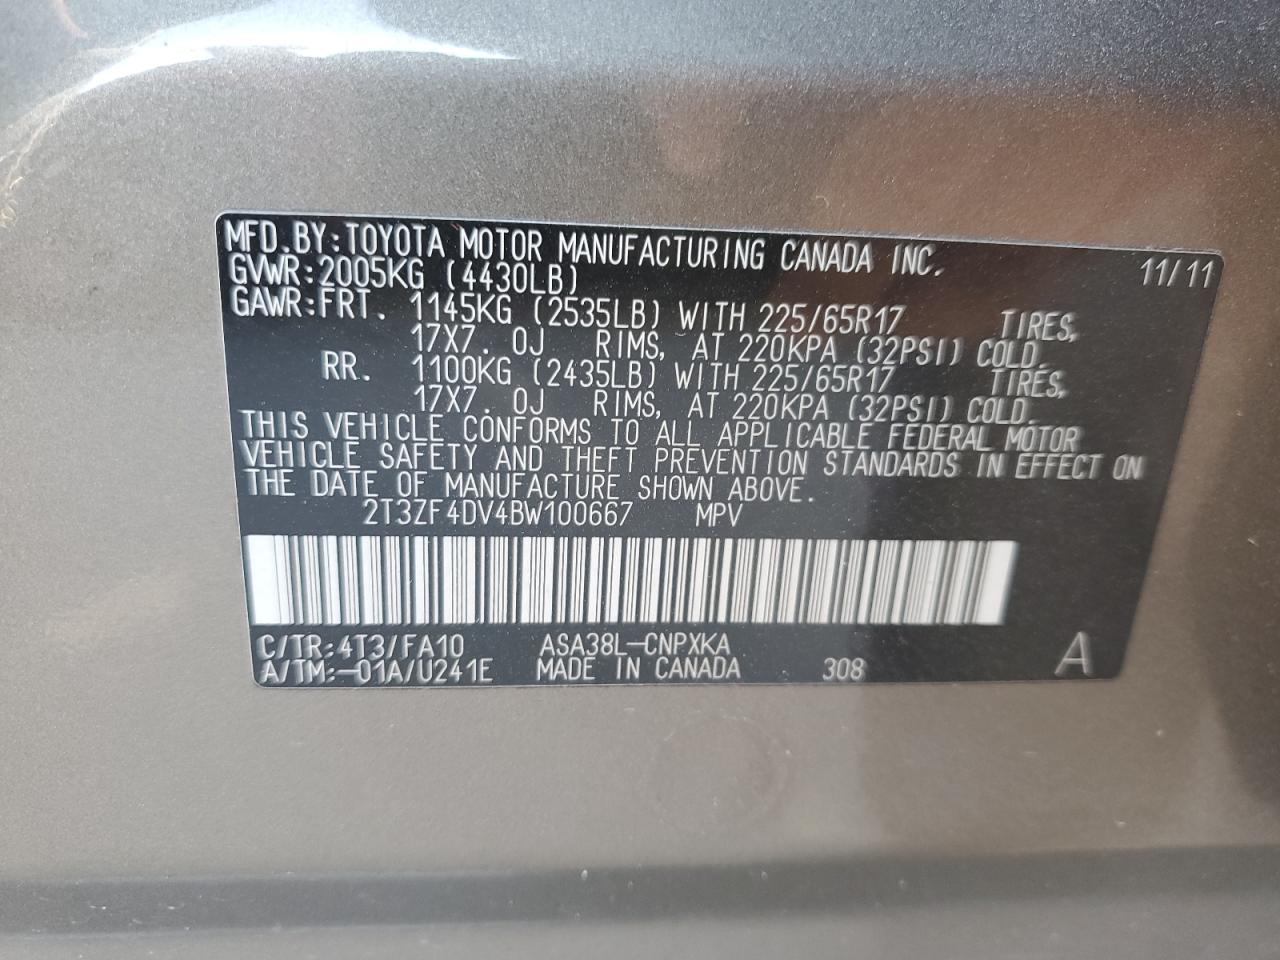 MFD.BY:TOYOTA MOTOR MANUFACTURING CANADA INC. 11/11
GVWR:2005KG (4430LB)
GAWR:FRT. 1145KG (2535LB) WITH 225/65R17 TIRES,
17X7. 0J RIMS, AT 220KPA (32PSI) COLD.
RR. 1100KG (2435LB) WITH 225/65R17 TIRES,
17X7. 0J RIMS, AT 220KPA (32PSI) COLD.
THIS VEHICLE CONFORMS TO ALL APPLICABLE FEDERAL MOTOR
VEHICLE SAFETY AND THEFT PREVENTION STANDARDS IN EFFECT ON
THE DATE OF MANUFACTURE SHOWN ABOVE.
2T3ZF4DV4BW100667 MPV
C/TR:4T3/FA10 ASA38L-CNPXKA
A/TM:-01A/U241E MADE IN CANADA 308 A